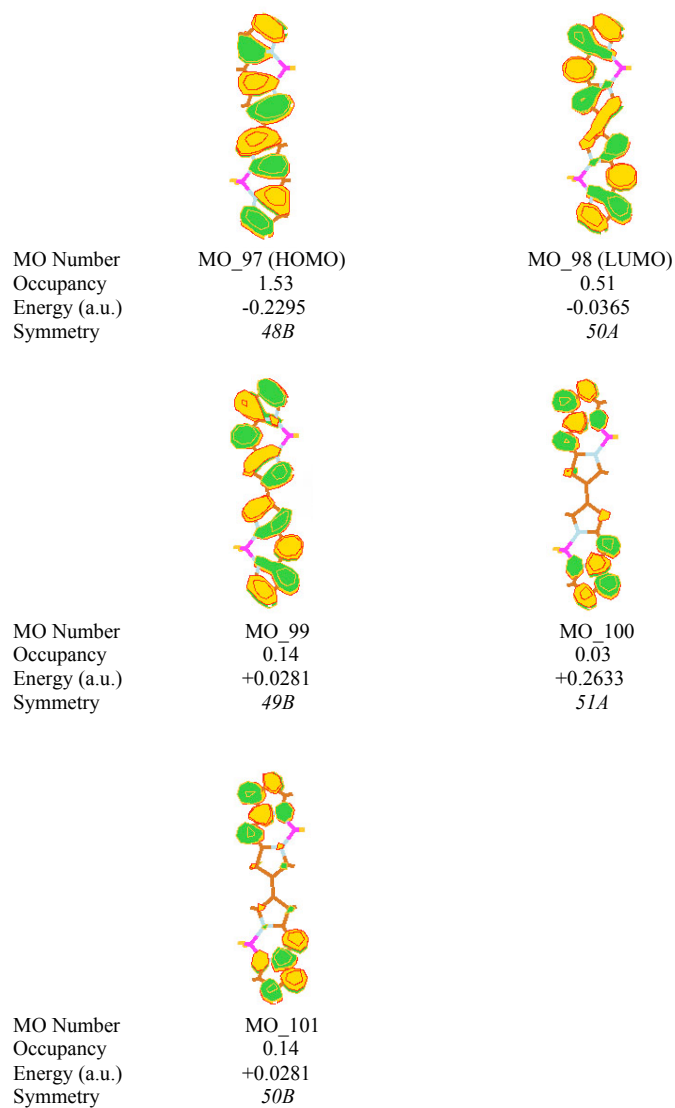 MO Number MO_97 (HOMO) MO_98 (LUMO)
Occupancy 1.53 0.51
Energy (a.u.) -0.2295 -0.0365
Symmetry 48B 50A
MO Number MO_99 MO_100
Occupancy 0.14 0.03
Energy (a.u.) +0.0281 +0.2633
Symmetry 49B 51A
MO Number MO_101
Occupancy 0.14
Energy (a.u.) +0.0281
Symmetry 50B